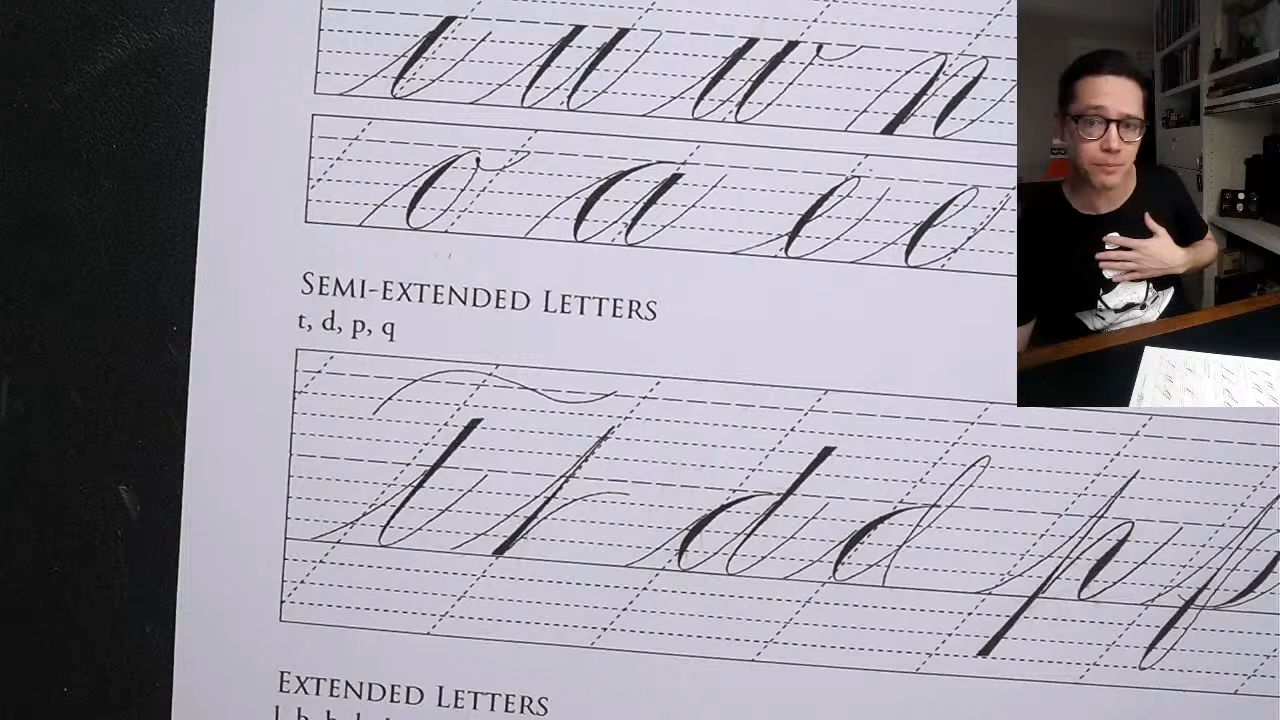 i u w n
o a e e
SEMI-EXTENDED LETTERS
t, d, p, q
t t d d p p
EXTENDED LETTERS